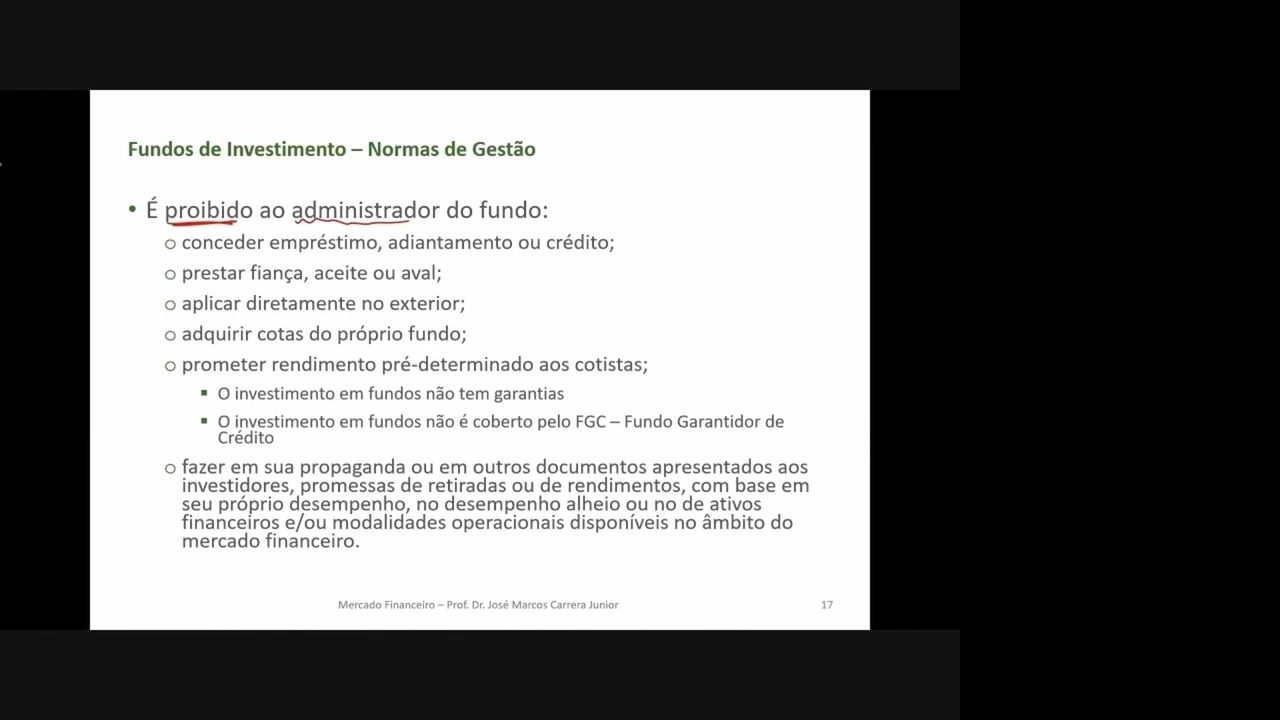 Fundos de Investimento – Normas de Gestão
• É proibido ao administrador do fundo:
o conceder empréstimo, adiantamento ou crédito;
o prestar fiança, aceite ou aval;
o aplicar diretamente no exterior;
o adquirir cotas do próprio fundo;
o prometer rendimento pré-determinado aos cotistas;
▪ O investimento em fundos não tem garantias
▪ O investimento em fundos não é coberto pelo FGC – Fundo Garantidor de
Crédito
o fazer em sua propaganda ou em outros documentos apresentados aos
investidores, promessas de retiradas ou de rendimentos, com base em
seu próprio desempenho, no desempenho alheio ou no de ativos
financeiros e/ou modalidades operacionais disponíveis no âmbito do
mercado financeiro.
Mercado Financeiro – Prof. Dr. José Marcos Carrera Junior
17